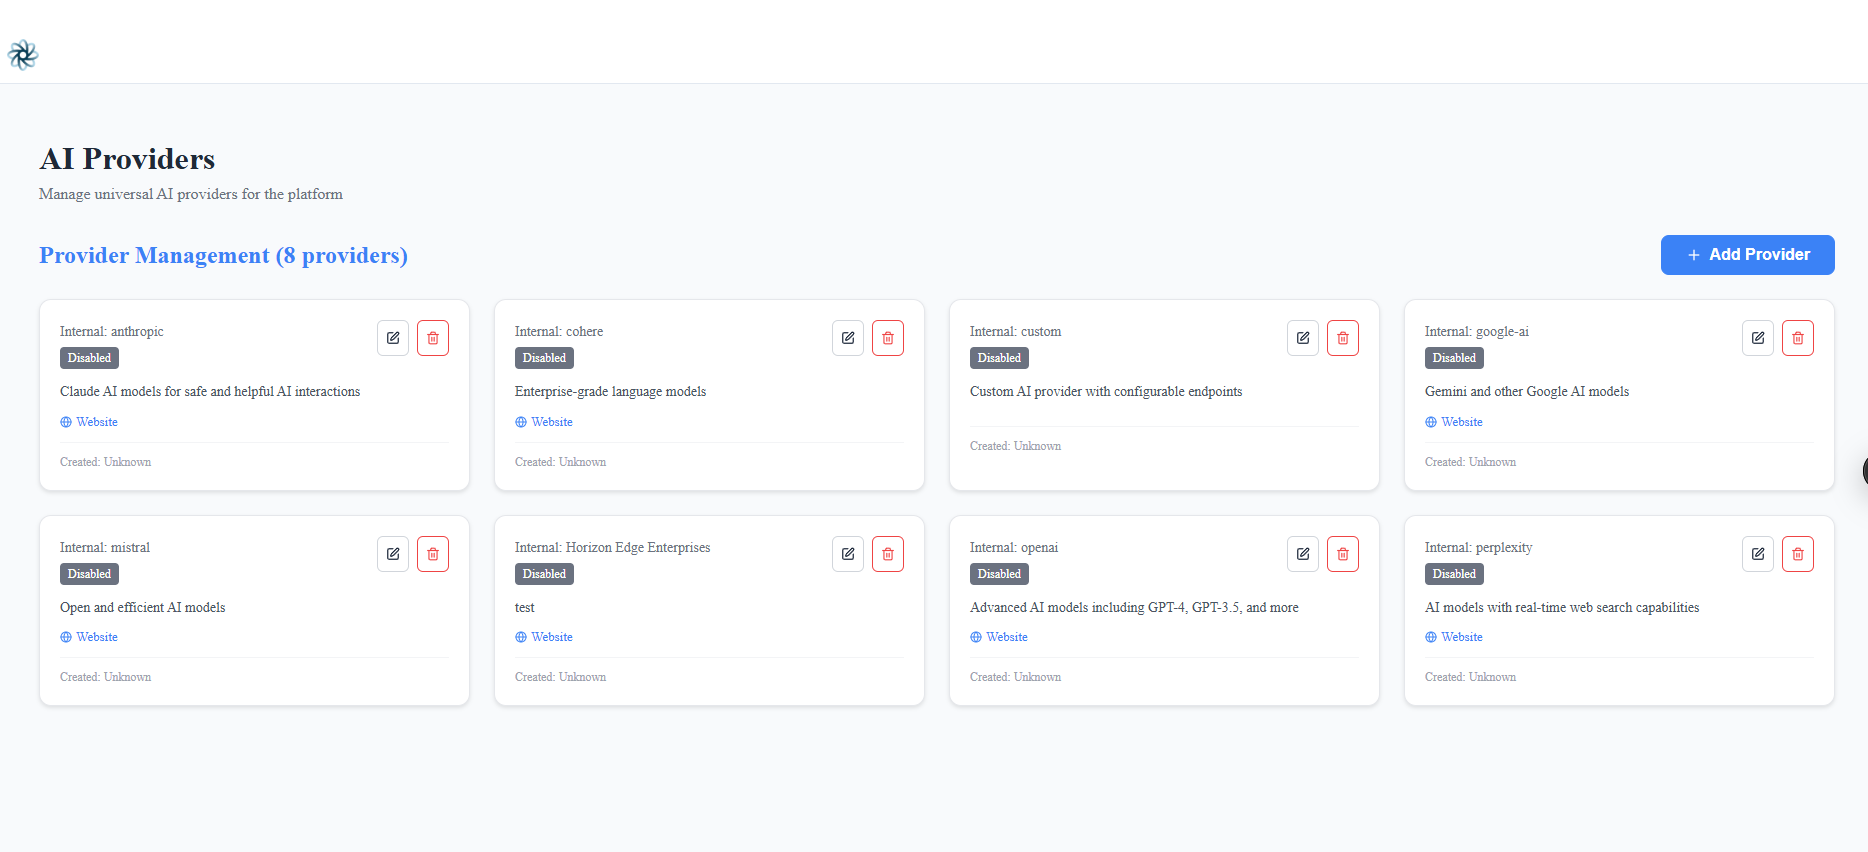 AI Providers
Manage universal AI providers for the platform
Provider Management (8 providers)
Add Provider
Internal: anthropic
Disabled
Claude AI models for safe and helpful AI interactions
Website
Created: Unknown
Internal: cohere
Disabled
Enterprise-grade language models
Website
Created: Unknown
Internal: custom
Disabled
Custom AI provider with configurable endpoints
Created: Unknown
Internal: google-ai
Disabled
Gemini and other Google AI models
Website
Created: Unknown
Internal: mistral
Disabled
Open and efficient AI models
Website
Created: Unknown
Internal: Horizon Edge Enterprises
Disabled
test
Website
Created: Unknown
Internal: openai
Disabled
Advanced AI models including GPT-4, GPT-3.5, and more
Website
Created: Unknown
Internal: perplexity
Disabled
AI models with real-time web search capabilities
Website
Created: Unknown